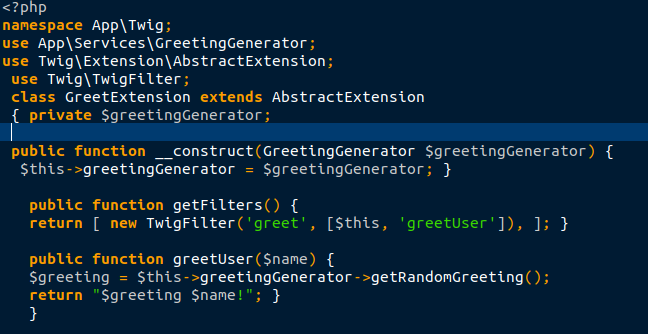 <?php
namespace App\Twig;
use App\Services\GreetingGenerator;
use Twig\Extension\AbstractExtension;
use Twig\TwigFilter;
class GreetExtension extends AbstractExtension
{ private $greetingGenerator;
public function __construct(GreetingGenerator $greetingGenerator) {
$this->greetingGenerator = $greetingGenerator; }
public function getFilters() {
return [ new TwigFilter('greet', [$this, 'greetUser']), ]; }
public function greetUser($name) {
$greeting = $this->greetingGenerator->getRandomGreeting();
return "$greeting $name!"; }
}